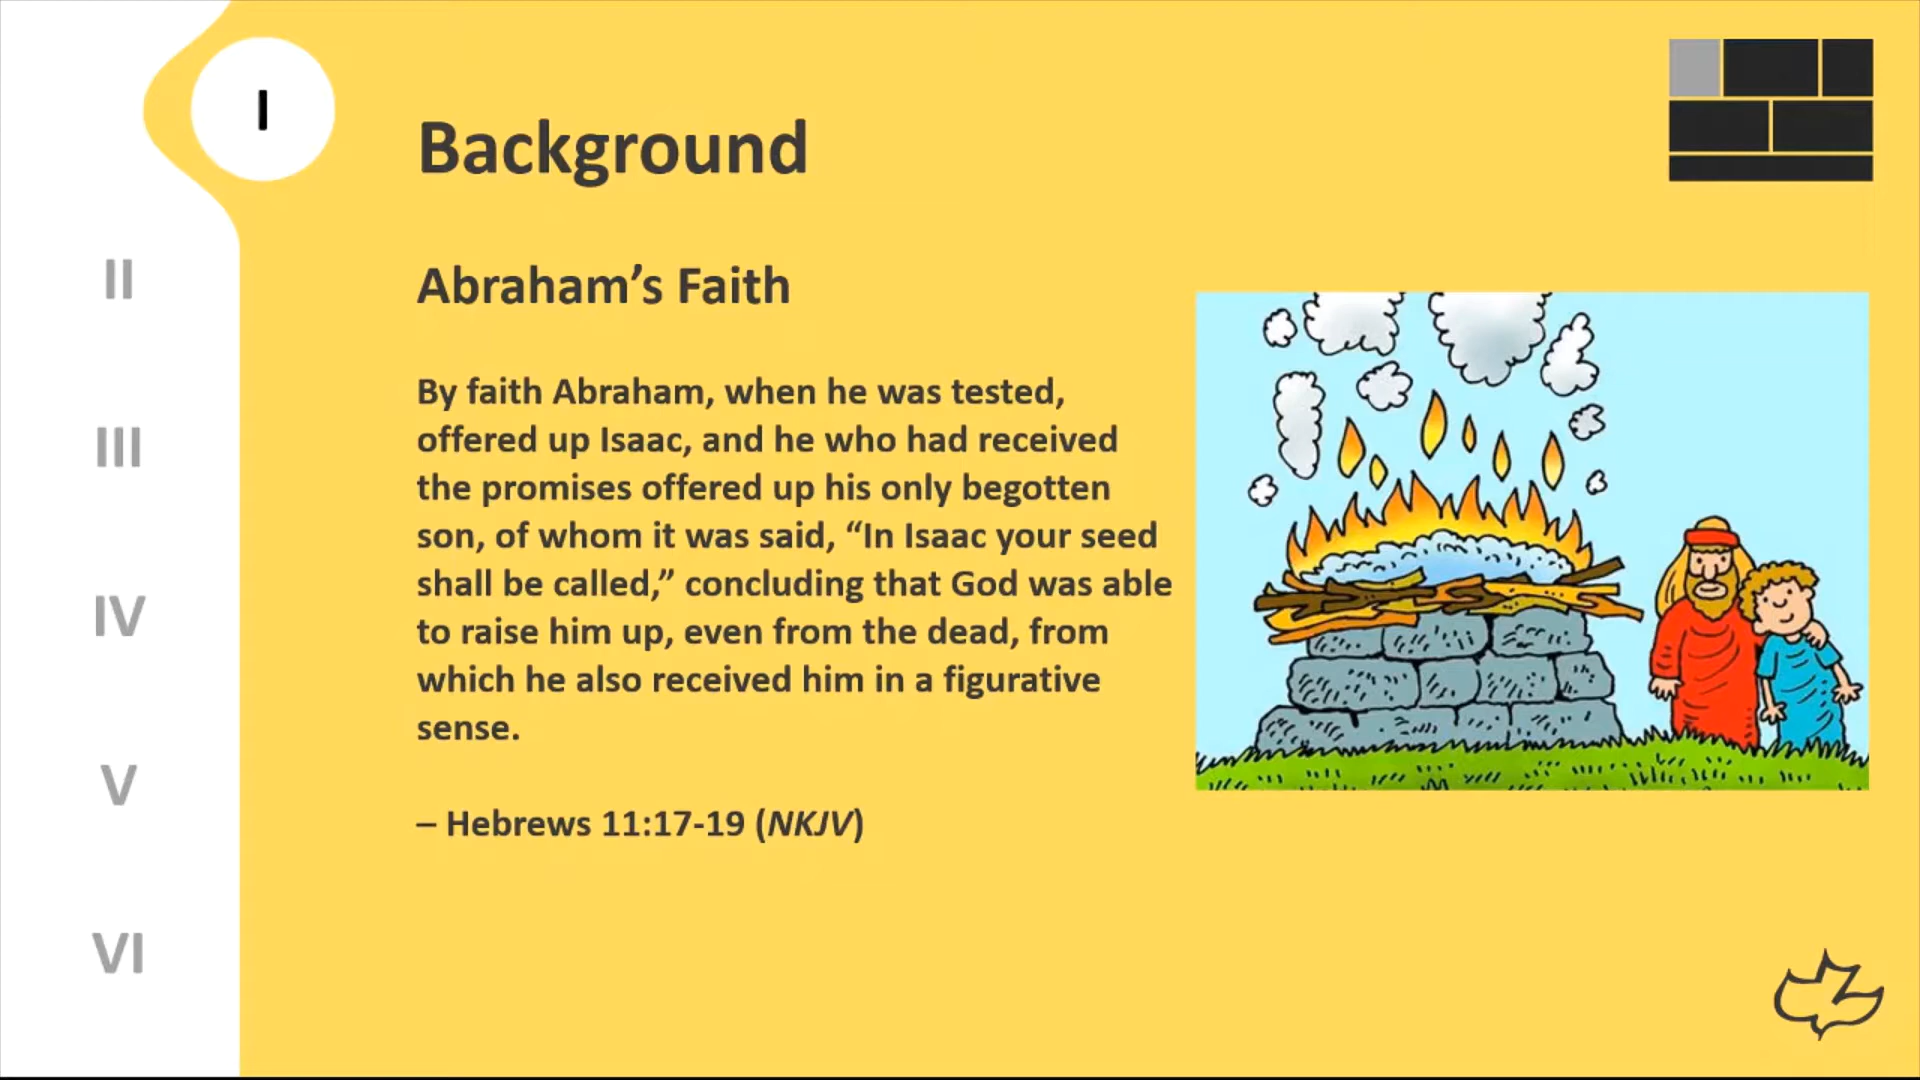 I
Background
II
Abraham’s Faith
By faith Abraham, when he was tested,
offered up Isaac, and he who had received
the promises offered up his only begotten
son, of whom it was said, “In Isaac your seed
shall be called,” concluding that God was able
to raise him up, even from the dead, from
which he also received him in a figurative
sense.
– Hebrews 11:17-19 (NKJV)
III
IV
V
VI